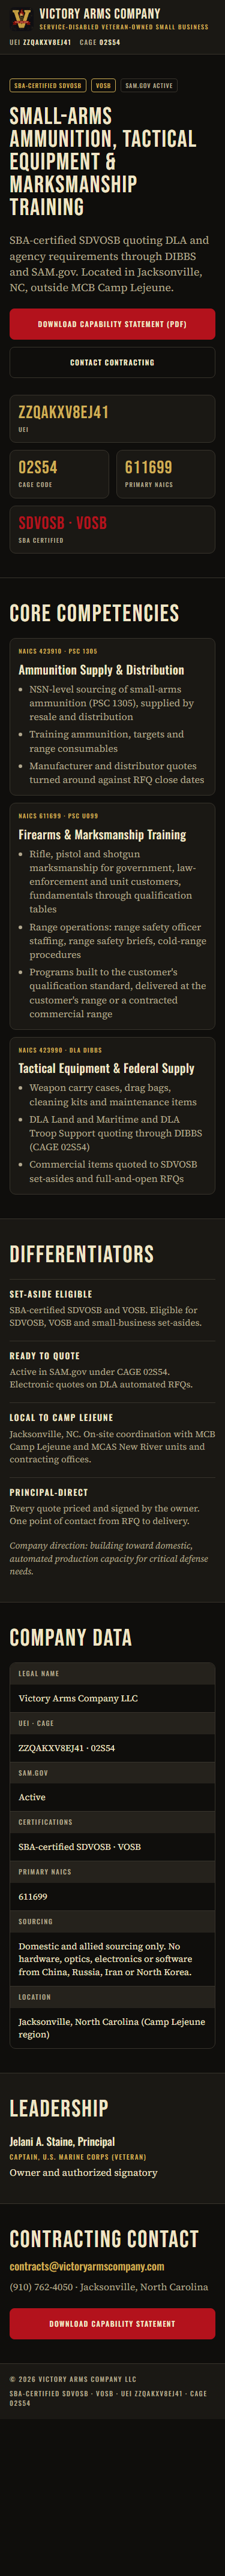 VICTORY ARMS COMPANY
SERVICE-DISABLED VETERAN-OWNED SMALL BUSINESS
UEI ZZQAKXV8EJ41 CAGE 02S54
SBA-CERTIFIED SDVOSB
VOSB
SAM.GOV ACTIVE
SMALL-ARMS
AMMUNITION, TACTICAL
EQUIPMENT &
MARKSMANSHIP
TRAINING
SBA-certified SDVOSB quoting DLA and
agency requirements through DIBBS
and SAM.gov. Located in Jacksonville,
NC, outside MCB Camp Lejeune.
DOWNLOAD CAPABILITY STATEMENT (PDF)
CONTACT CONTRACTING
ZZQAKXV8EJ41
UEI
02S54
CAGE CODE
611699
PRIMARY NAICS
SDVOSB · VOSB
SBA CERTIFIED
CORE COMPETENCIES
NAICS 423910 · PSC 1305
Ammunition Supply & Distribution
• NSN-level sourcing of small-arms
ammunition (PSC 1305), supplied by
resale and distribution
• Training ammunition, targets and
range consumables
• Manufacturer and distributor quotes
turned around against RFQ close dates
NAICS 611699 · PSC U099
Firearms & Marksmanship Training
• Rifle, pistol and shotgun
marksmanship for government, law-
enforcement and unit customers,
fundamentals through qualification
tables
• Range operations: range safety officer
staffing, range safety briefs, cold-range
procedures
• Programs built to the customer's
qualification standard, delivered at the
customer's range or a contracted
commercial range
NAICS 423990 · DLA DIBBS
Tactical Equipment & Federal Supply
• Weapon carry cases, drag bags,
cleaning kits and maintenance items
• DLA Land and Maritime and DLA
Troop Support quoting through DIBBS
(CAGE 02S54)
• Commercial items quoted to SDVOSB
set-asides and full-and-open RFQs
DIFFERENTIATORS
SET-ASIDE ELIGIBLE
SBA-certified SDVOSB and VOSB. Eligible for
SDVOSB, VOSB and small-business set-asides.
READY TO QUOTE
Active in SAM.gov under CAGE 02S54.
Electronic quotes on DLA automated RFQs.
LOCAL TO CAMP LEJEUNE
Jacksonville, NC. On-site coordination with MCB
Camp Lejeune and MCAS New River units and
contracting offices.
PRINCIPAL-DIRECT
Every quote priced and signed by the owner.
One point of contact from RFQ to delivery.
Company direction: building toward domestic,
automated production capacity for critical defense
needs.
COMPANY DATA
LEGAL NAME
Victory Arms Company LLC
UEI · CAGE
ZZQAKXV8EJ41 · 02S54
SAM.GOV
Active
CERTIFICATIONS
SBA-certified SDVOSB · VOSB
PRIMARY NAICS
611699
SOURCING
Domestic and allied sourcing only. No
hardware, optics, electronics or software
from China, Russia, Iran or North Korea.
LOCATION
Jacksonville, North Carolina (Camp Lejeune
region)
LEADERSHIP
Jelani A. Staine, Principal
CAPTAIN, U.S. MARINE CORPS (VETERAN)
Owner and authorized signatory
CONTRACTING CONTACT
contracts@victoryarmscompany.com
(910) 762-4050 · Jacksonville, North Carolina
DOWNLOAD CAPABILITY STATEMENT
© 2026 VICTORY ARMS COMPANY LLC
SBA-CERTIFIED SDVOSB · VOSB · UEI ZZQAKXV8EJ41 · CAGE
02S54